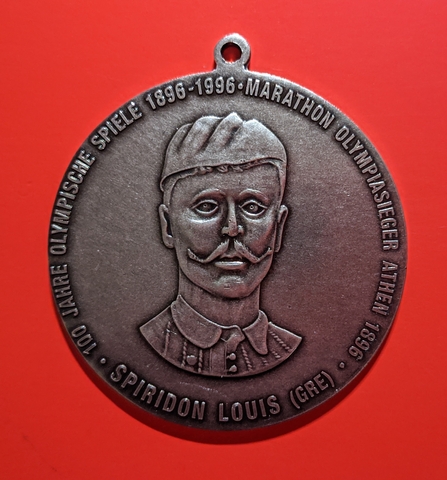 100 JAHRE OLYMPISCHE SPIELE 1896-1996 • MARATHON OLYMPIASIEGER ATHEN 1896 •
SPIRIDON LOUIS (GRE) •